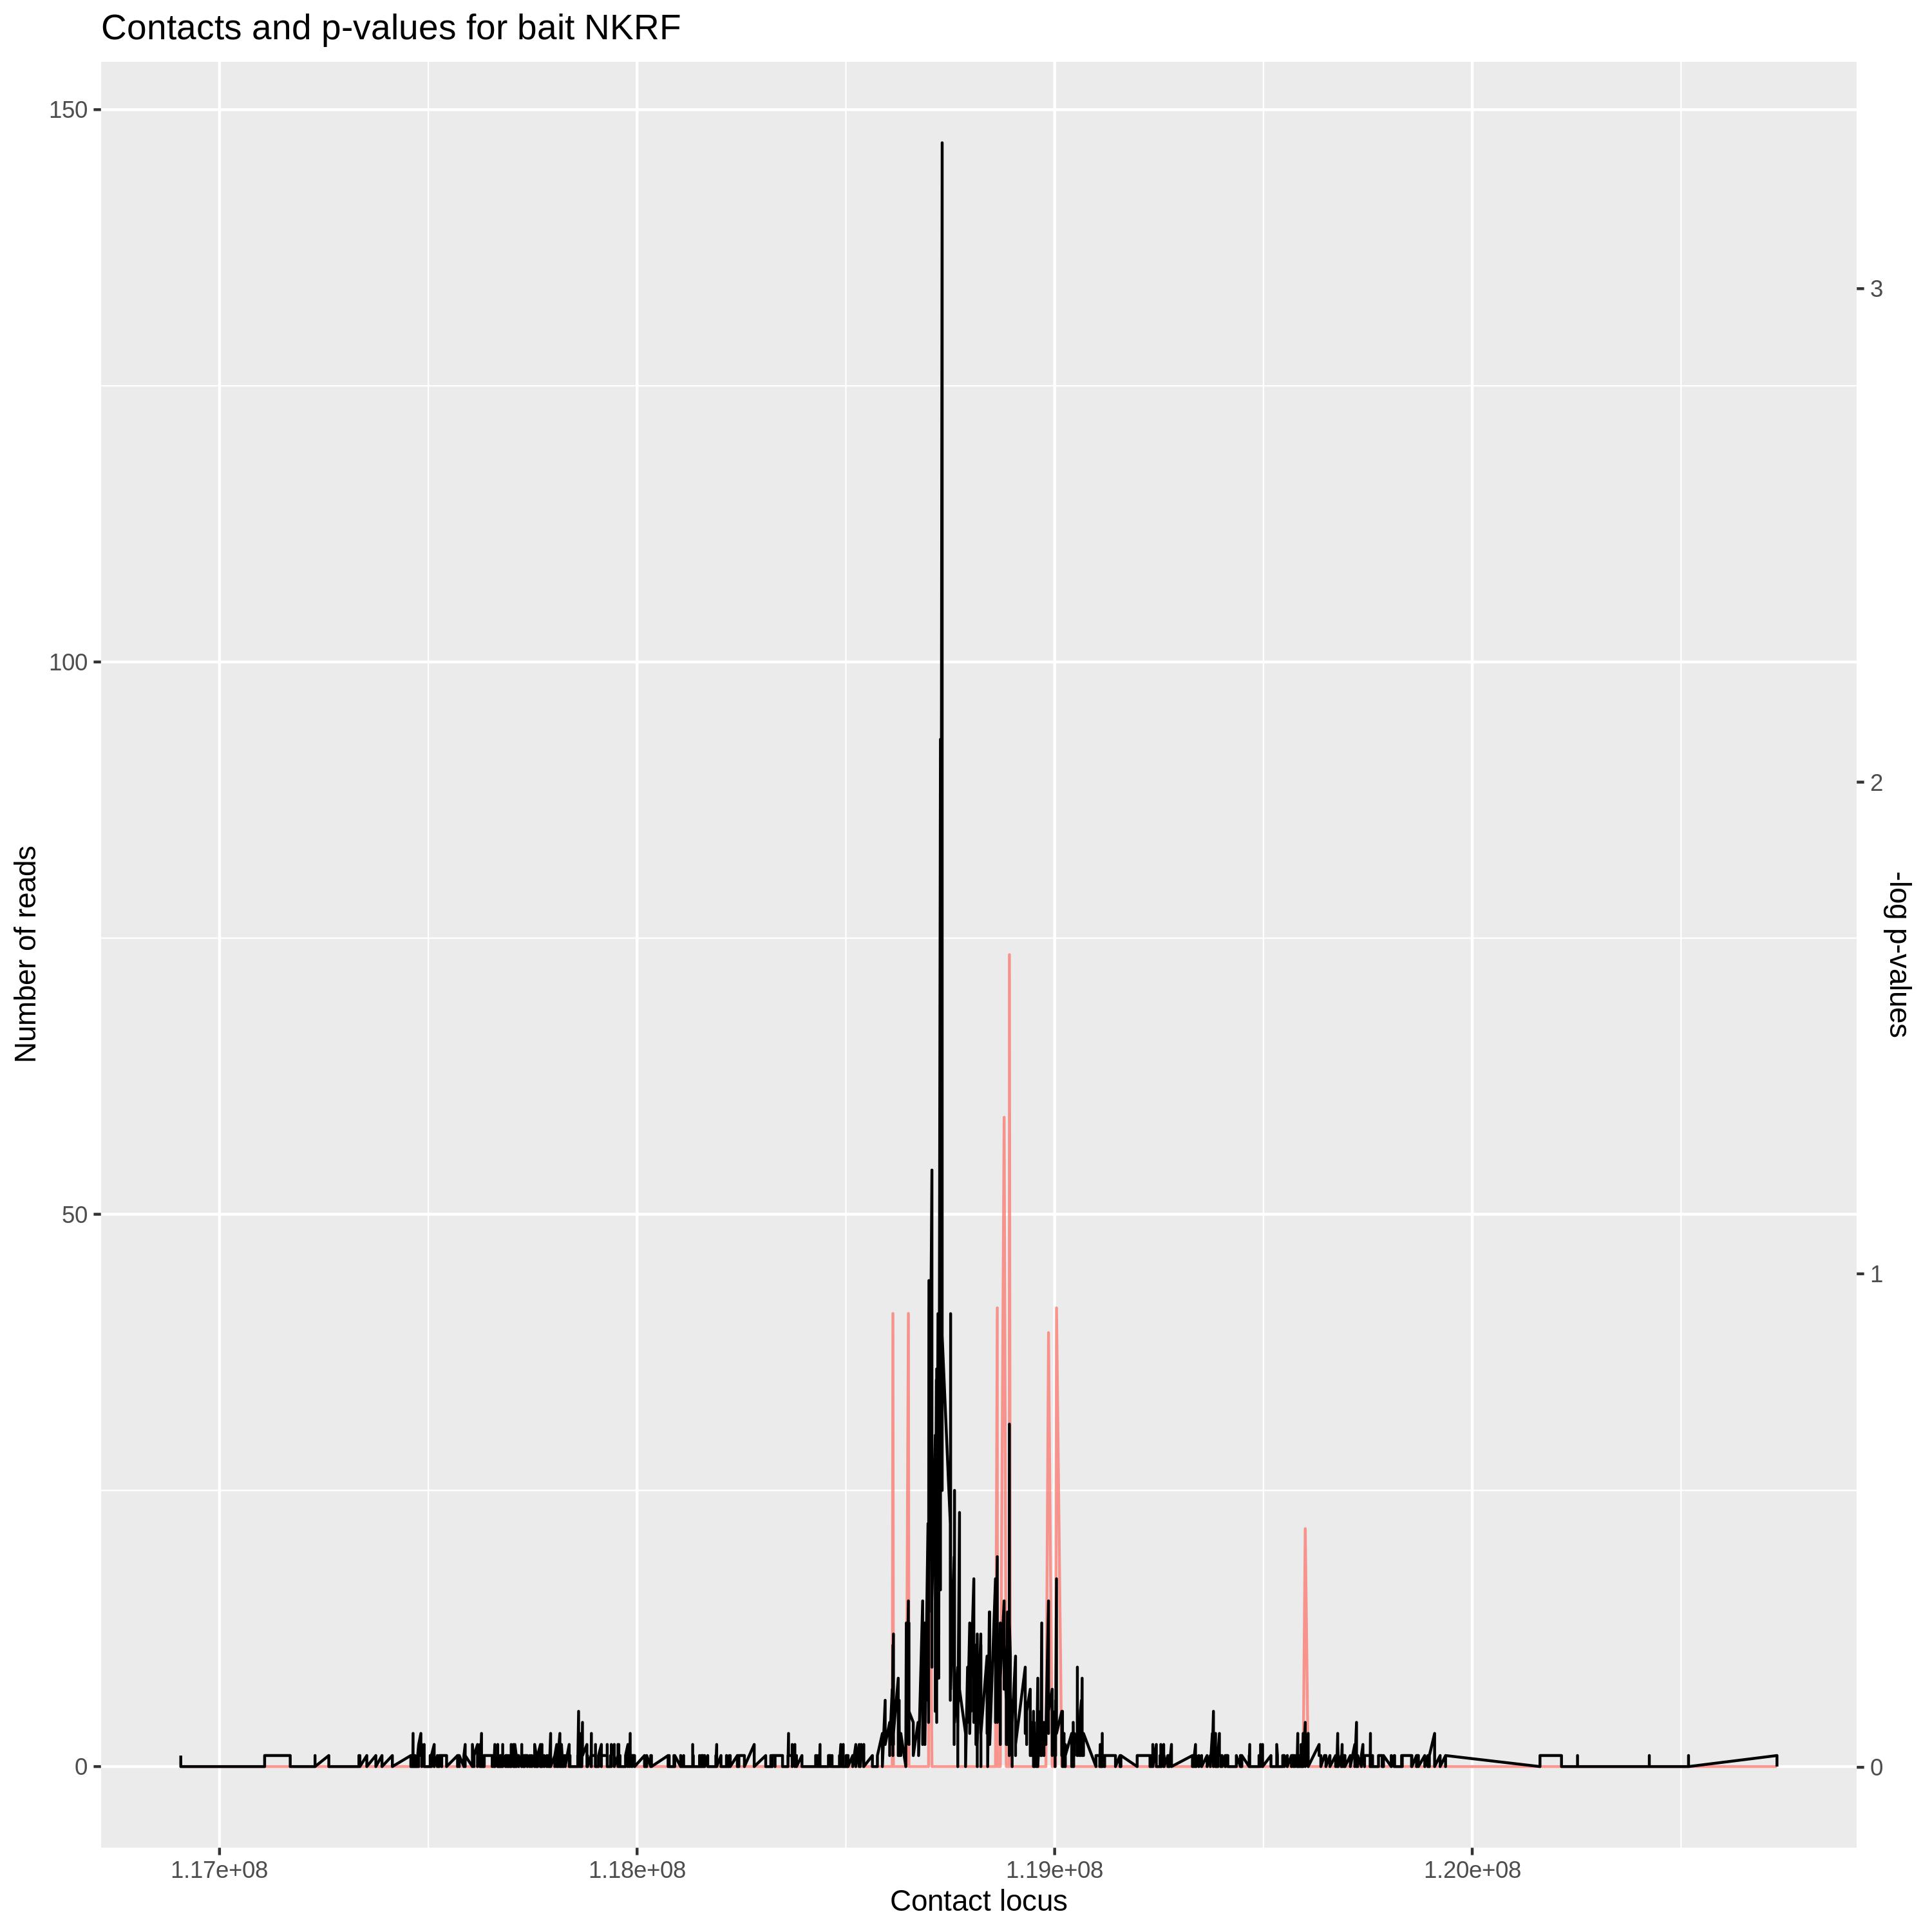 Contacts and p-values for bait NKRF
150
100
50
0
Number of reads
3
2
1
0
-log p-values
1.17e+08
1.18e+08
1.19e+08
1.20e+08
Contact locus